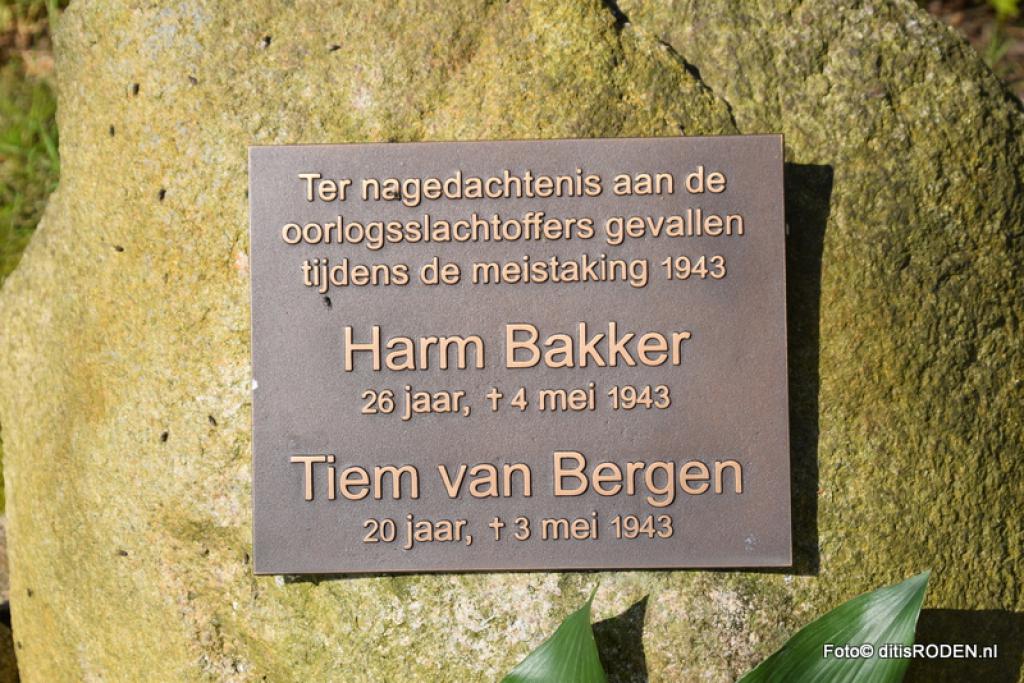 Ter nagedachtenis aan de
oorlogsslachtoffers gevallen
tijdens de meistaking 1943
Harm Bakker
26 jaar, † 4 mei 1943
Tiem van Bergen
20 jaar, † 3 mei 1943
Foto© ditisRODEN.nl